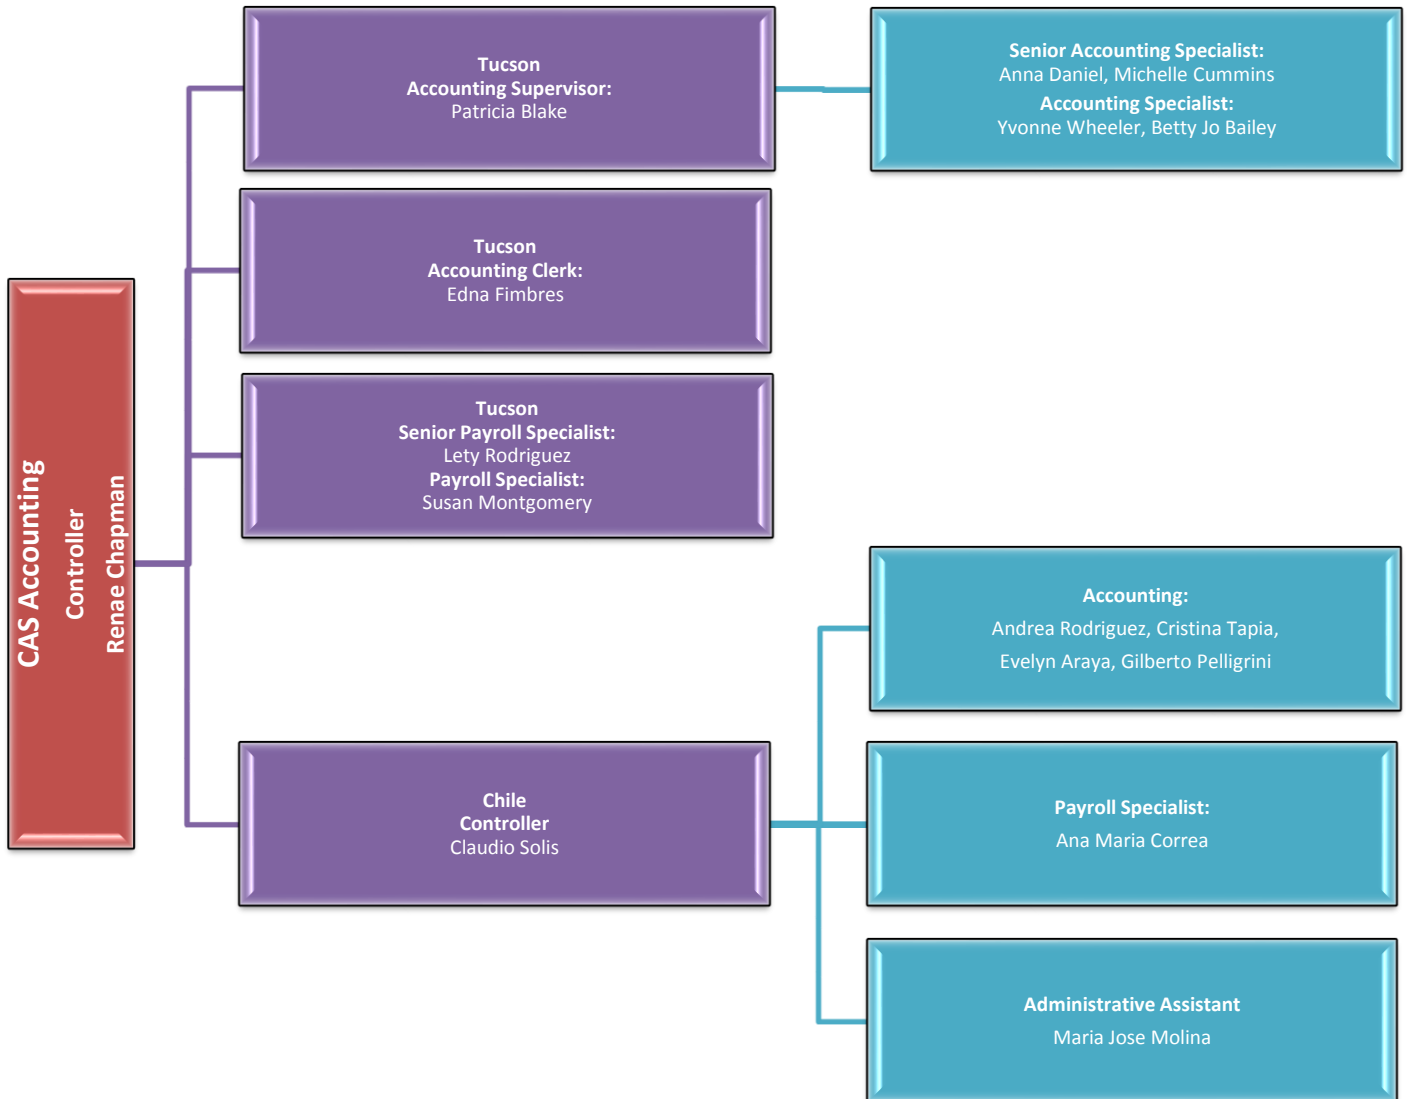 CAS Accounting
Controller
Renae Chapman
Tucson
Accounting Supervisor:
Patricia Blake
Senior Accounting Specialist:
Anna Daniel, Michelle Cummins
Accounting Specialist:
Yvonne Wheeler, Betty Jo Bailey
Tucson
Accounting Clerk:
Edna Fimbres
Tucson
Senior Payroll Specialist:
Lety Rodriguez
Payroll Specialist:
Susan Montgomery
Chile
Controller
Claudio Solis
Accounting:
Andrea Rodriguez, Cristina Tapia,
Evelyn Araya, Gilberto Pelligrini
Payroll Specialist:
Ana Maria Correa
Administrative Assistant
Maria Jose Molina